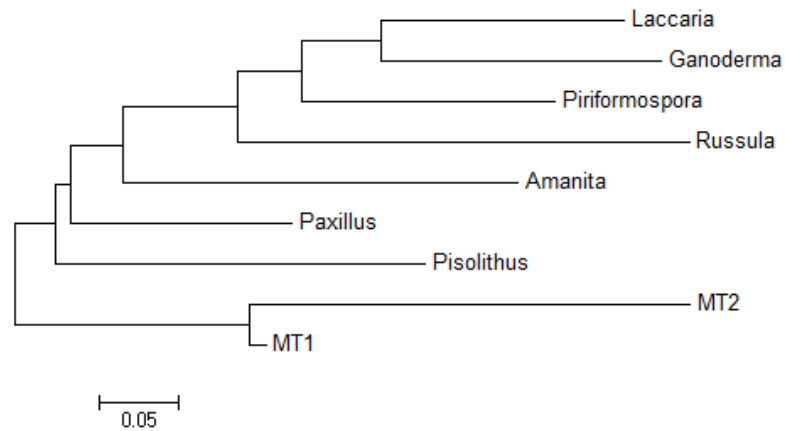 Laccaria
Ganoderma
Piriformospora
Russula
Amanita
Paxillus
Pisolithus
MT2
MT1
0.05